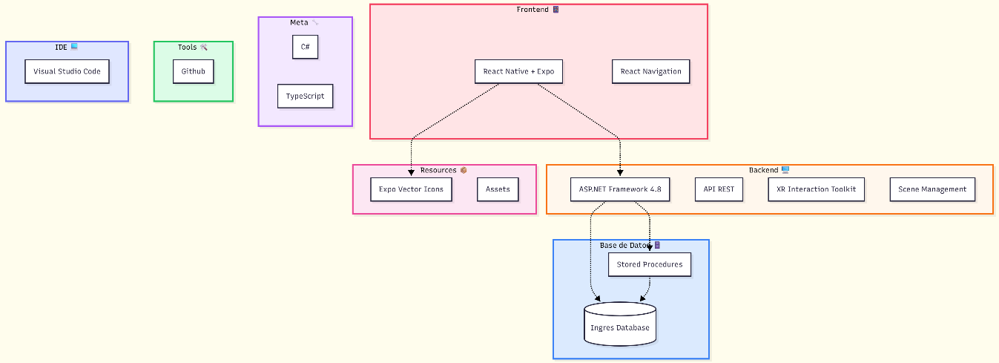 IDE 💻
Visual Studio Code
Tools 🛠️
Github
Meta 🔧
C#
TypeScript
Frontend 📱
React Native + Expo
React Navigation
Resources 📦
Expo Vector Icons
Assets
Backend 🖥️
ASP.NET Framework 4.8
API REST
XR Interaction Toolkit
Scene Management
Base de Datos 🗄️
Stored Procedures
Ingres Database